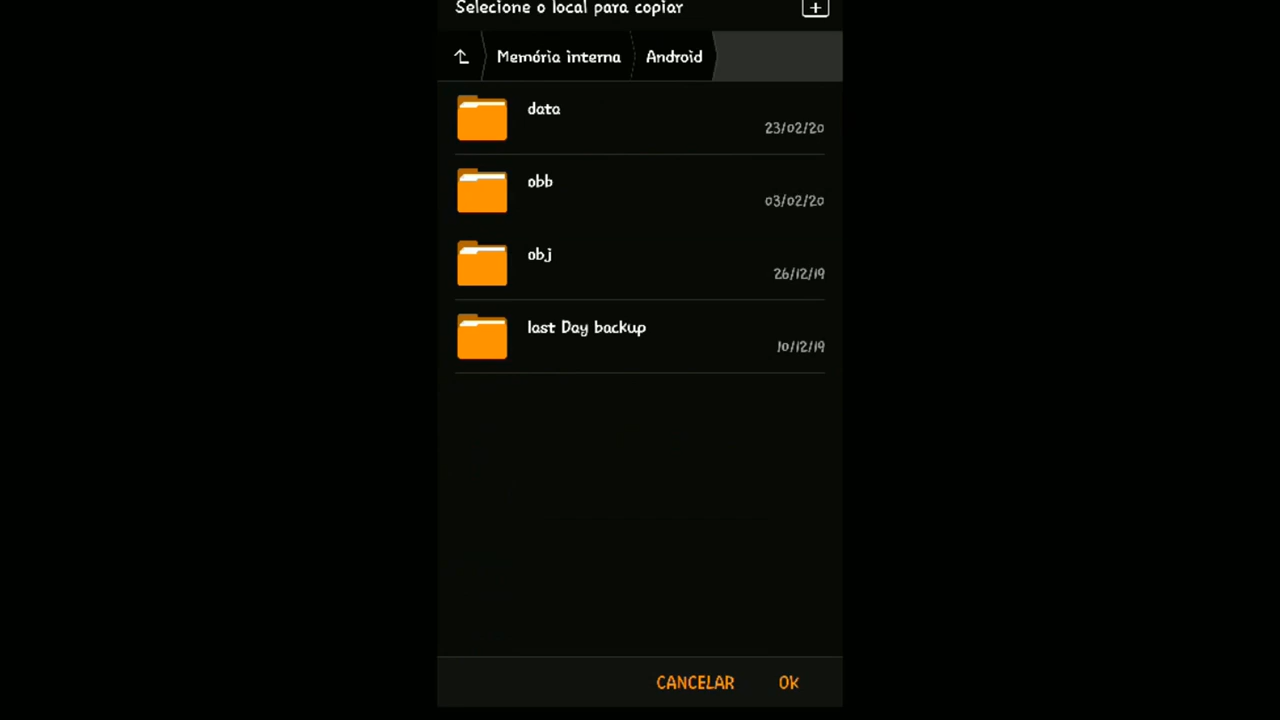 Selecione o local para copiar
Memória interna Android
data
23/02/20
obb
03/02/20
obj
26/12/19
last Day backup
10/12/19
CANCELAR OK